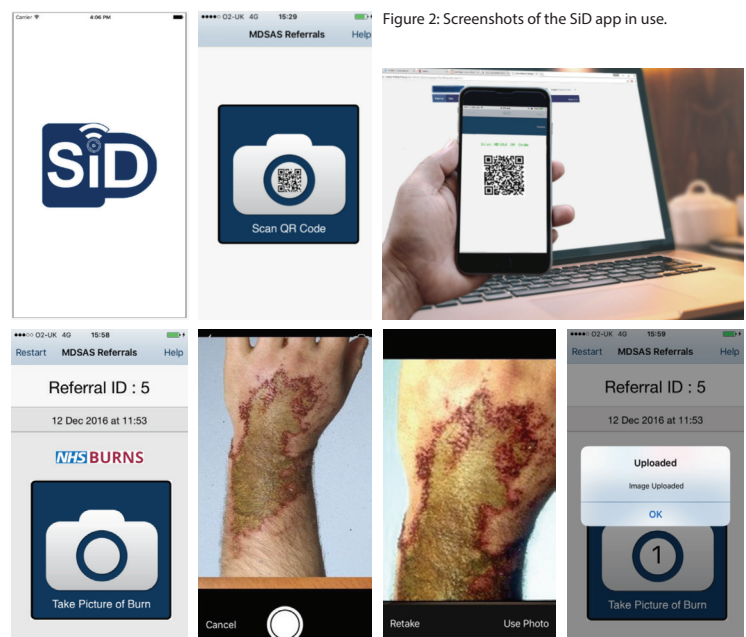 Figure 2: Screenshots of the SiD app in use.
Carrier 4:06 PM
SiD
O2-UK 4G 15:29
MDSAS Referrals Help
Scan QR Code
Scan MDSAS QR Code
O2-UK 4G 15:58
Restart MDSAS Referrals Help
Referral ID : 5
12 Dec 2016 at 11:53
NHS BURNS
Take Picture of Burn
Cancel
Retake Use Photo
O2-UK 4G 15:59
Restart MDSAS Referrals Help
Referral ID : 5
12 Dec 2016 at 11:53
Uploaded
Image Uploaded
OK
1
Take Picture of Burn